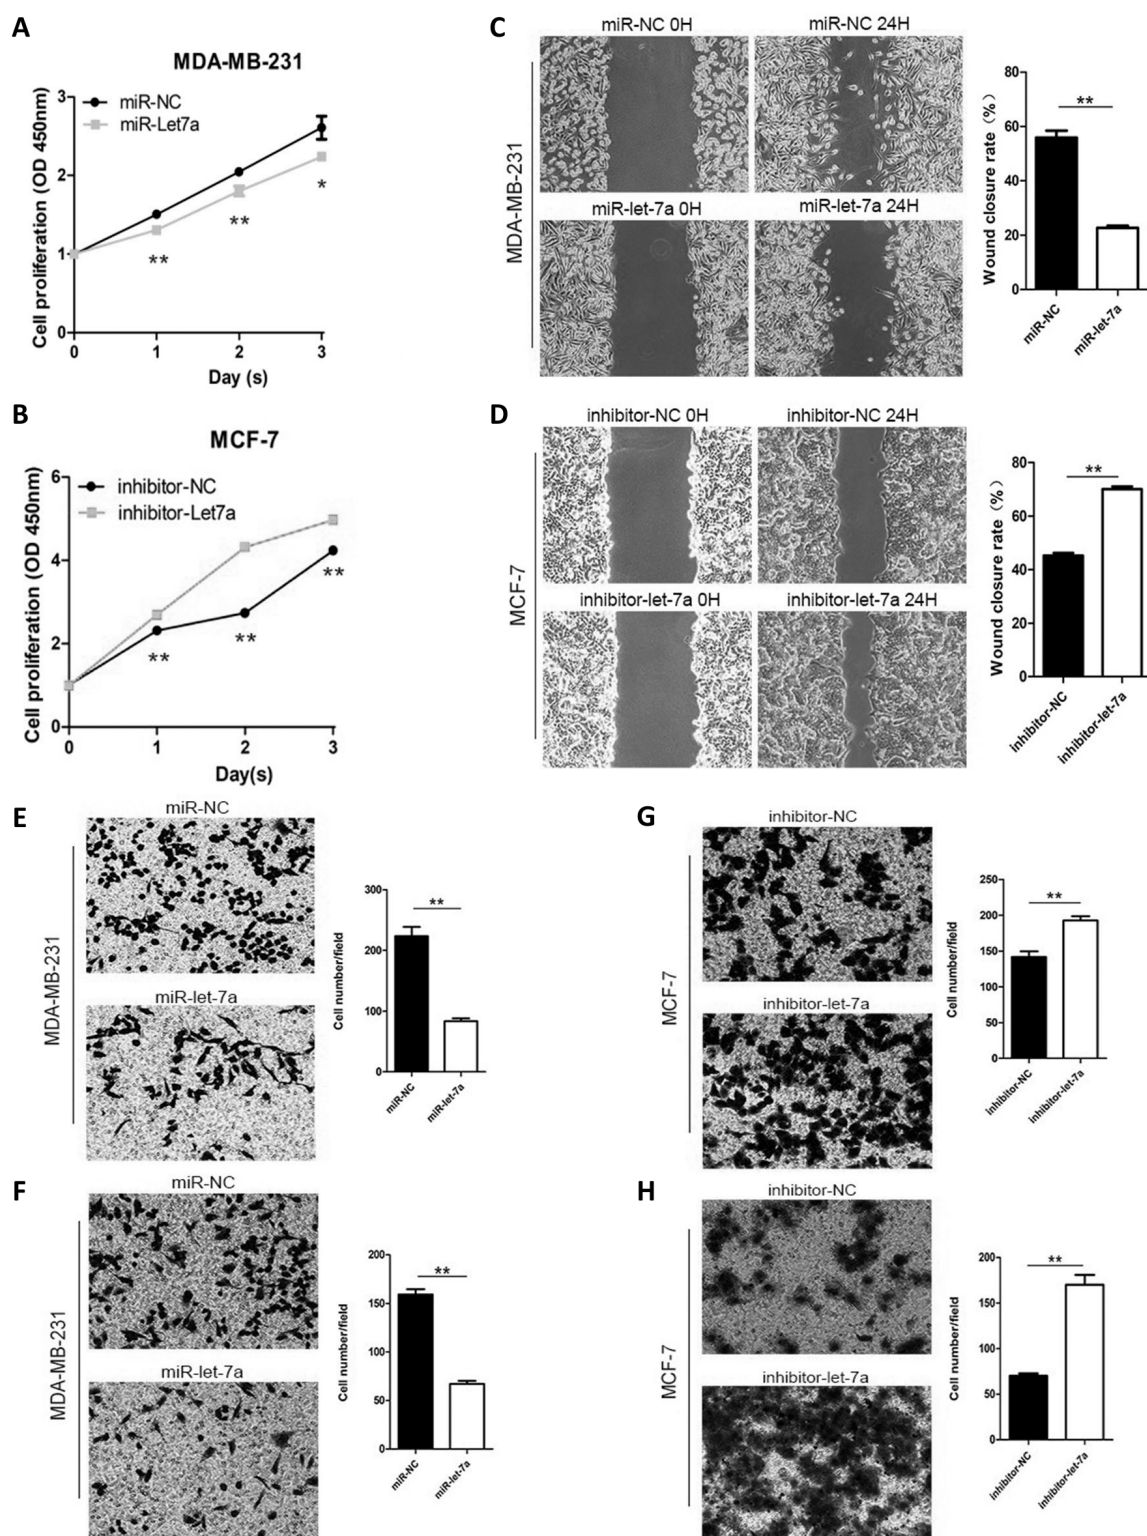 A
MDA-MB-231
miR-NC
miR-Let7a
Cell proliferation (OD 450nm)
3
2
1
0
**
**
*
0 1 2 3
Day (s)
B
MCF-7
inhibitor-NC
inhibitor-Let7a
Cell proliferation (OD 450nm)
6
4
2
0
**
**
**
0 1 2 3
Day(s)
C
MDA-MB-231
miR-NC 0H
miR-NC 24H
miR-let-7a 0H
miR-let-7a 24H
Wound closure rate (%)
80
60
40
20
0
**
miR-NC
miR-let-7a
D
MCF-7
inhibitor-NC 0H
inhibitor-NC 24H
inhibitor-let-7a 0H
inhibitor-let-7a 24H
Wound closure rate (%)
80
60
40
20
0
**
inhibitor-NC
inhibitor-let-7a
E
MDA-MB-231
miR-NC
miR-let-7a
Cell number/field
300
200
100
0
**
miR-NC
miR-let-7a
F
MDA-MB-231
miR-NC
miR-let-7a
Cell number/field
200
150
100
50
0
**
miR-NC
miR-let-7a
G
MCF-7
inhibitor-NC
inhibitor-let-7a
Cell number/field
250
200
150
100
50
0
**
inhibitor-NC
inhibitor-let-7a
H
MCF-7
inhibitor-NC
inhibitor-let-7a
Cell number/field
200
150
100
50
0
**
inhibitor-NC
inhibitor-let-7a